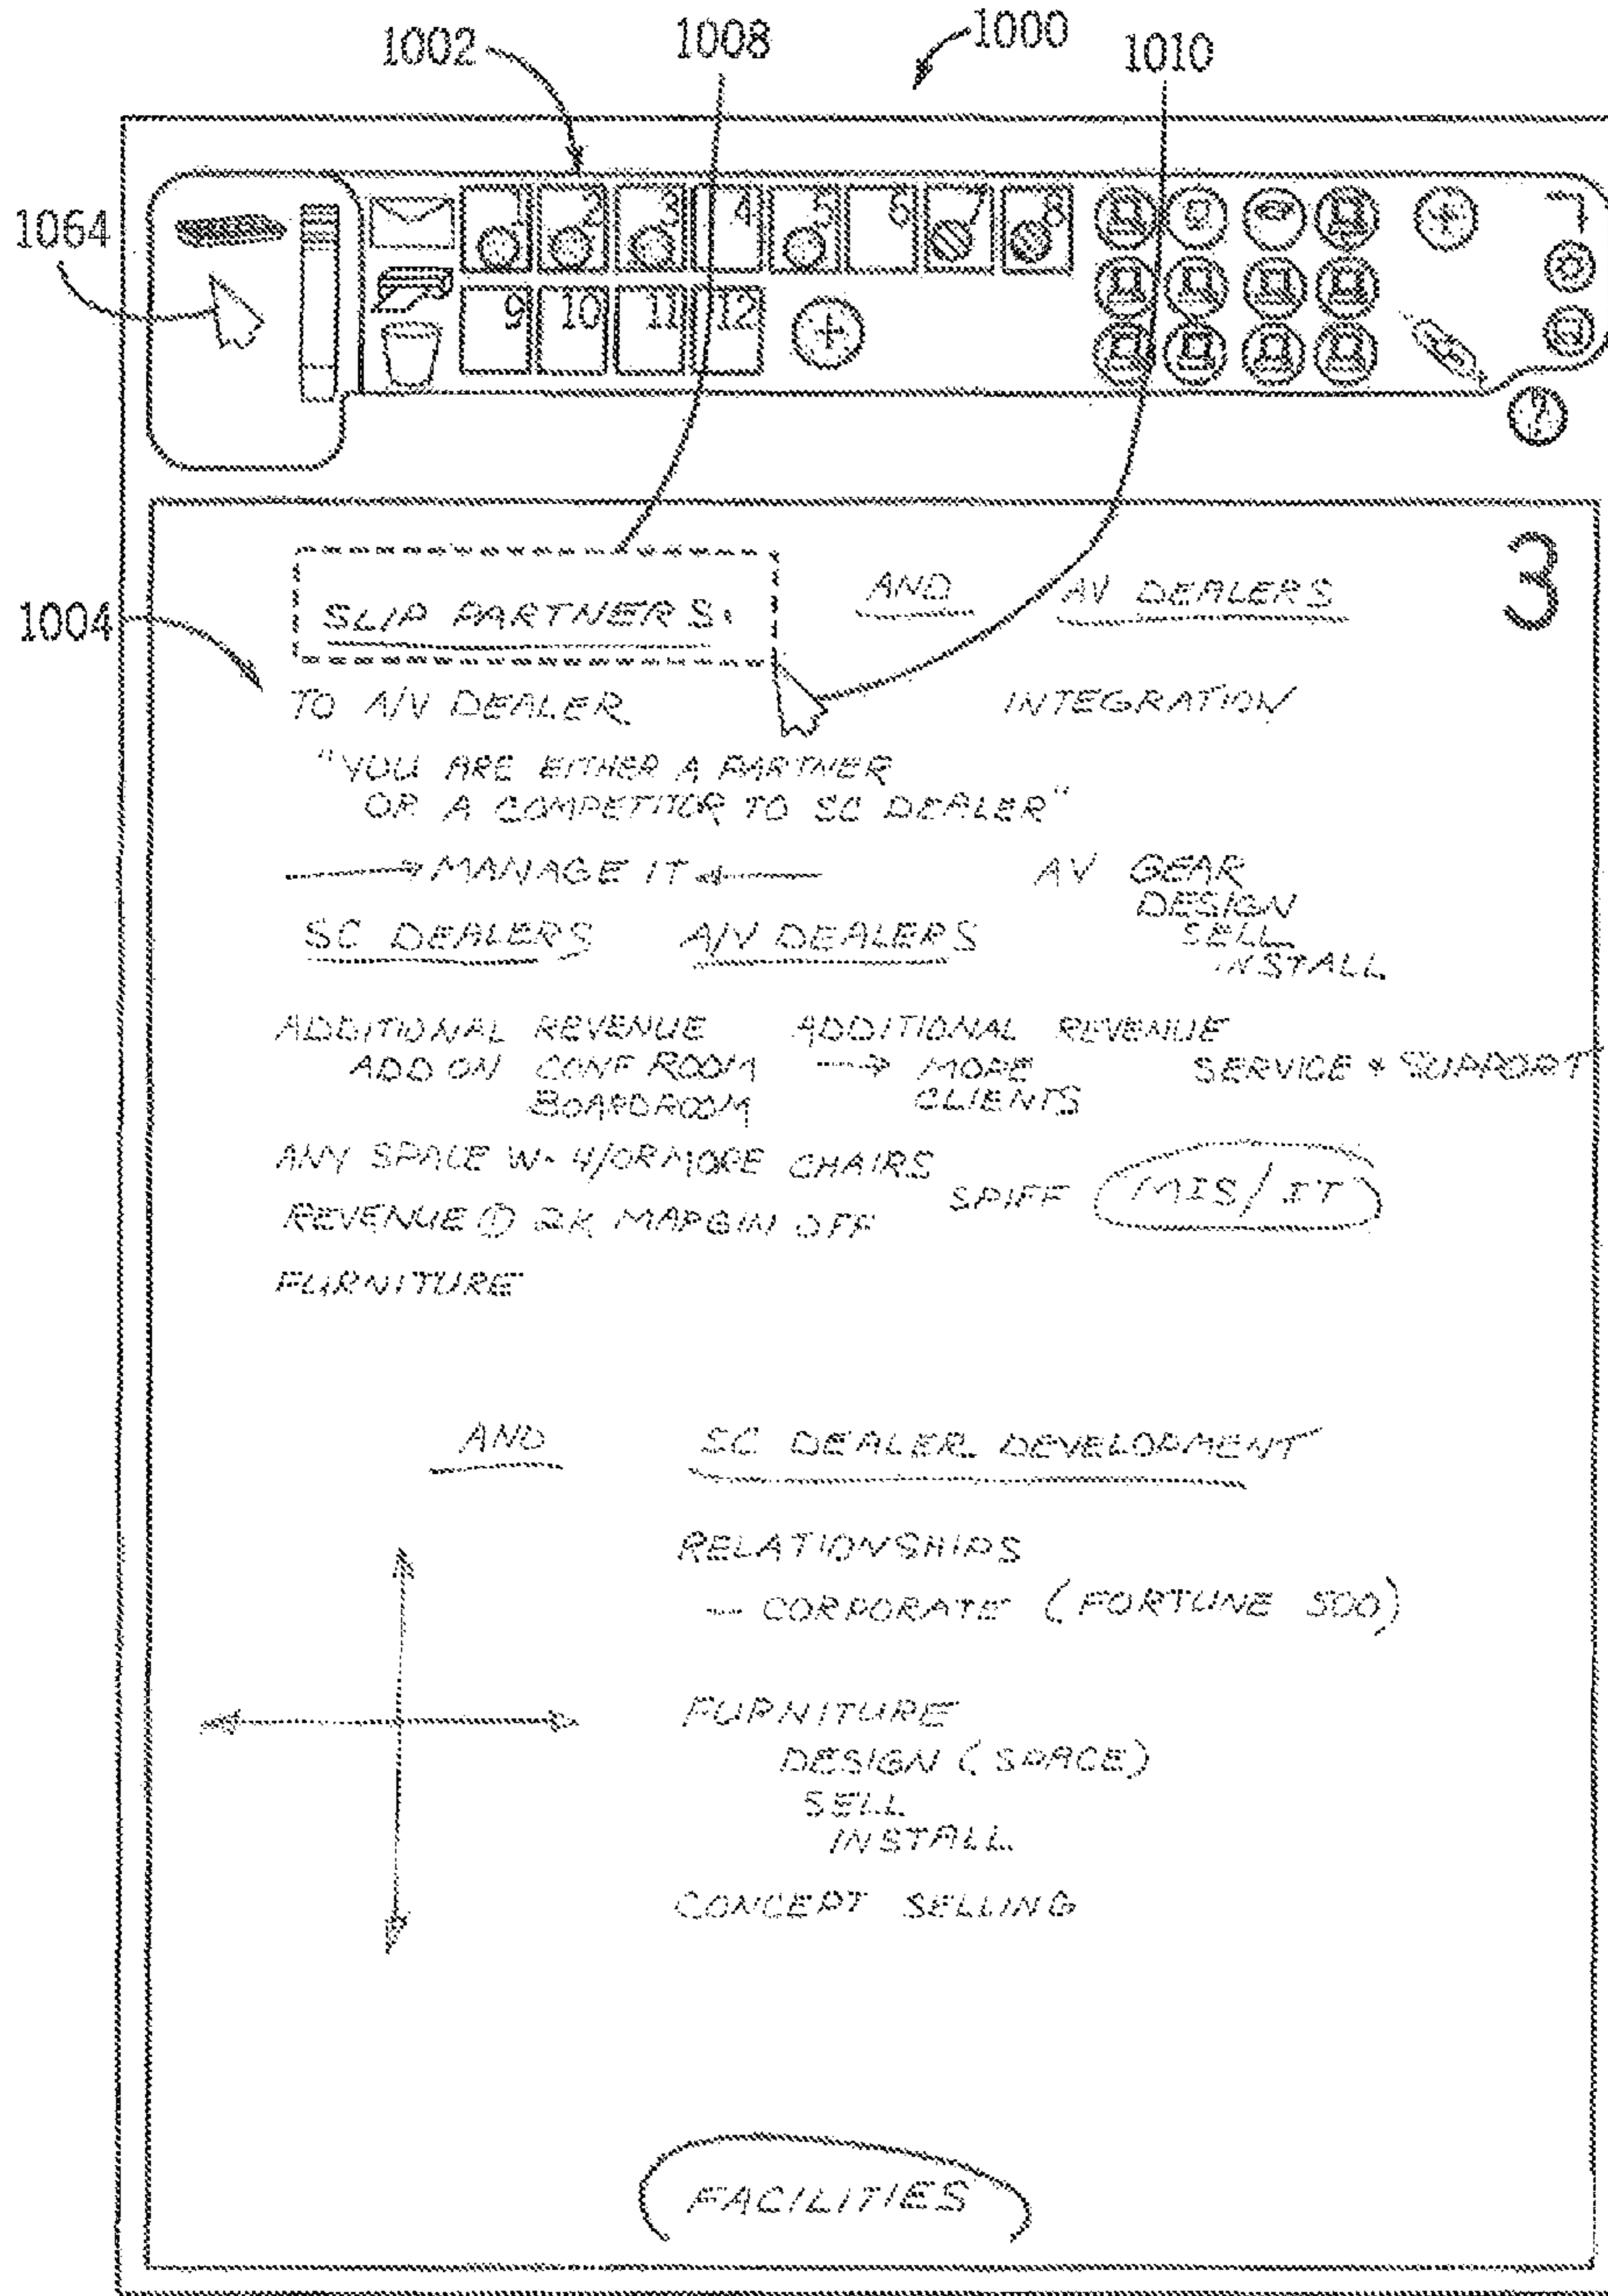 1002 1008 1000 1010
1064
1 2 3 4 5 6 7 8
9 10 11 12
?
3
1004
SLIP PARTNERS. AND AV DEALERS
TO A/V DEALER INTEGRATION
"YOU ARE EITHER A PARTNER
OR A COMPETITOR TO SC DEALER"
MANAGE IT AV GEAR
DESIGN
SC DEALERS A/V DEALERS SELL
INSTALL
ADDITIONAL REVENUE ADDITIONAL REVENUE
ADD ON CONF ROOM MORE SERVICE & SUPPORT
BOARDROOM CLIENTS
ANY SPACE W- 4/OR MORE CHAIRS
SPIFF MIS/IT
REVENUE ① 2K MARGIN OFF
FURNITURE
AND SC DEALER DEVELOPMENT
RELATIONSHIPS
- CORPORATE (FORTUNE 500)
FURNITURE
DESIGN (SPACE)
SELL
INSTALL
CONCEPT SELLING
FACILITIES